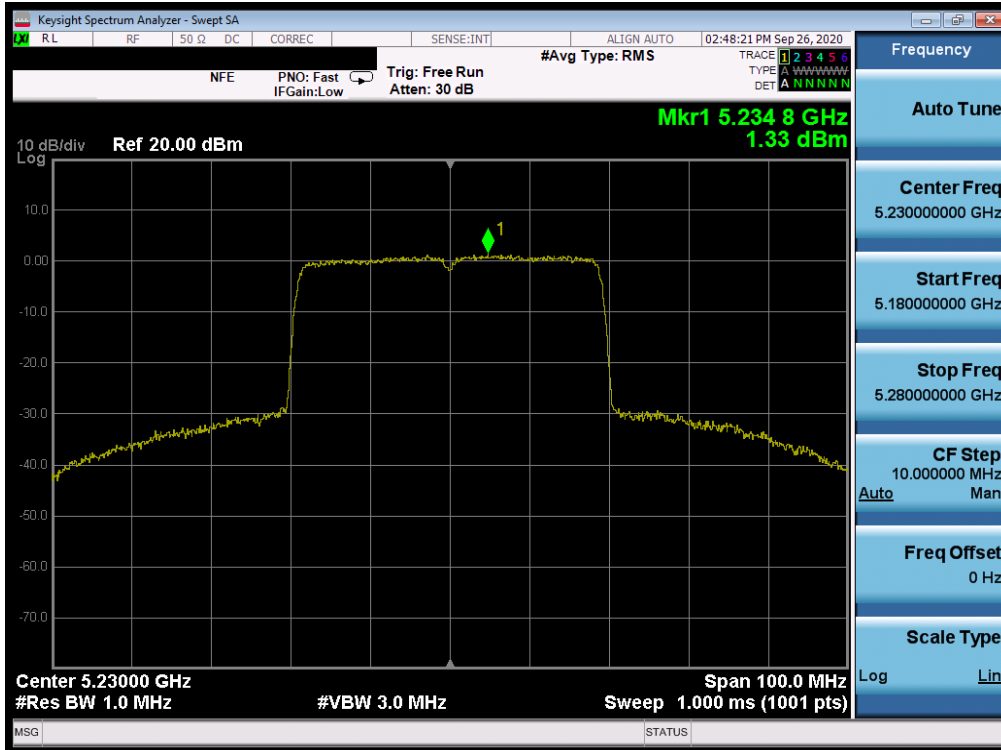 Keysight Spectrum Analyzer - Swept SA
LXI RL RF 50 Ω DC CORREC SENSE:INT ALIGN AUTO 02:48:21 PM Sep 26, 2020
NFE PNO: Fast Trig: Free Run #Avg Type: RMS TRACE 1 2 3 4 5 6
IFGain:Low Atten: 30 dB TYPE A WWWWW
DET A N N N N N
Mkr1 5.234 8 GHz
1.33 dBm
10 dB/div Ref 20.00 dBm
Log
10.0
0.00
-10.0
-20.0
-30.0
-40.0
-50.0
-60.0
-70.0
1
Center 5.23000 GHz Span 100.0 MHz
#Res BW 1.0 MHz #VBW 3.0 MHz Sweep 1.000 ms (1001 pts)
MSG STATUS
Frequency
Auto Tune
Center Freq
5.230000000 GHz
Start Freq
5.180000000 GHz
Stop Freq
5.280000000 GHz
CF Step
10.000000 MHz
Auto Man
Freq Offset
0 Hz
Scale Type
Log Lin